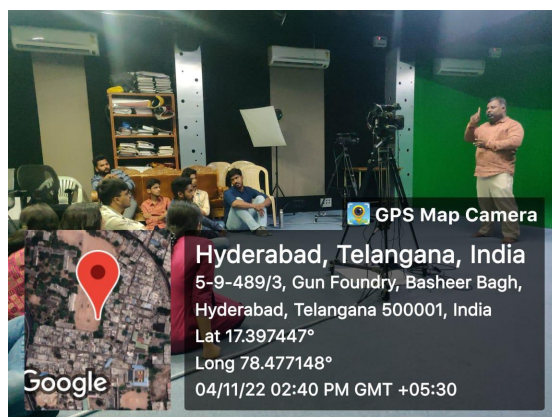 GPS Map Camera
Hyderabad, Telangana, India
5-9-489/3, Gun Foundry, Basheer Bagh,
Hyderabad, Telangana 500001, India
Lat 17.397447°
Long 78.477148°
04/11/22 02:40 PM GMT +05:30
Google